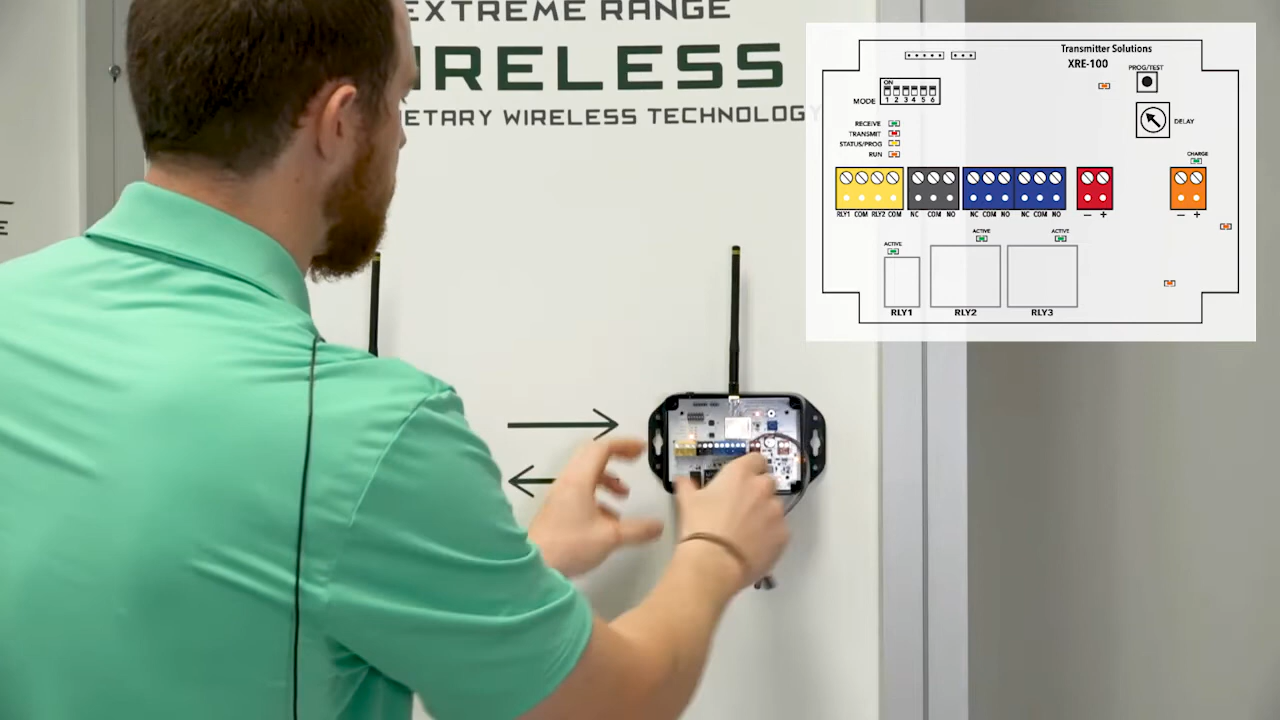 EXTREME RANGE
WIRELESS
ETARY WIRELESS TECHNOLOGY
E
Transmitter Solutions
XRE-100
PROG/TEST
ON
1 2 3 4 5 6
MODE
DELAY
RECEIVE
TRANSMIT
STATUS/PROG
RUN
CHARGE
RLY1 COM RLY2 COM NC COM NO NC COM NO NC COM NO − + − +
ACTIVE ACTIVE ACTIVE
RLY1 RLY2 RLY3